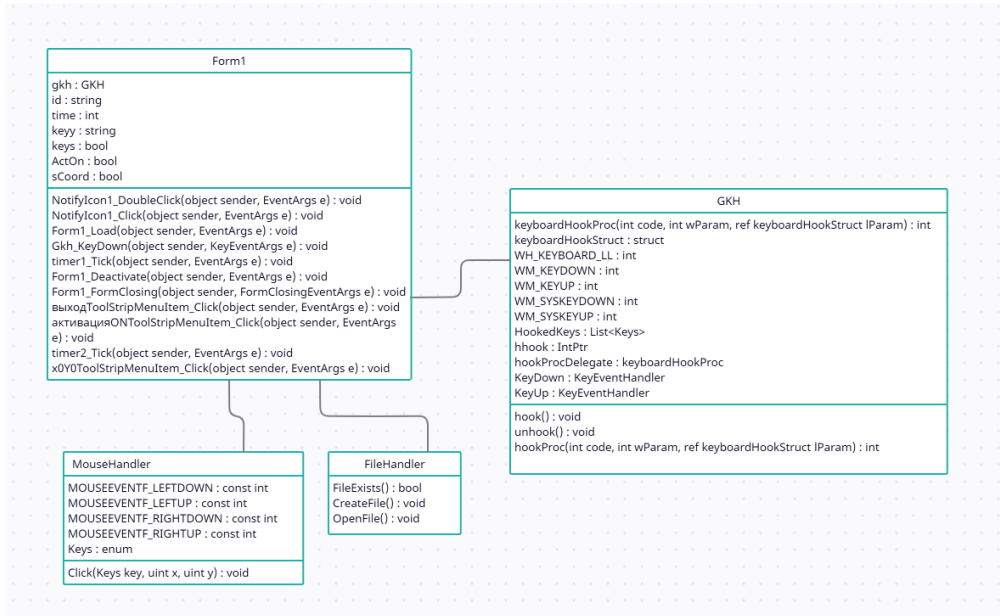 Form1
gkh : GKH
id : string
time : int
keyy : string
keys : bool
ActOn : bool
sCoord : bool
NotifyIcon1_DoubleClick(object sender, EventArgs e) : void
NotifyIcon1_Click(object sender, EventArgs e) : void
Form1_Load(object sender, EventArgs e) : void
Gkh_KeyDown(object sender, KeyEventArgs e) : void
timer1_Tick(object sender, EventArgs e) : void
Form1_Deactivate(object sender, EventArgs e) : void
Form1_FormClosing(object sender, FormClosingEventArgs e) : void
выходToolStripMenuItem_Click(object sender, EventArgs e) : void
активацияONToolStripMenuItem_Click(object sender, EventArgs
e) : void
timer2_Tick(object sender, EventArgs e) : void
x0Y0ToolStripMenuItem_Click(object sender, EventArgs e) : void
GKH
keyboardHookProc(int code, int wParam, ref keyboardHookStruct lParam) : int
keyboardHookStruct : struct
WH_KEYBOARD_LL : int
WM_KEYDOWN : int
WM_KEYUP : int
WM_SYSKEYDOWN : int
WM_SYSKEYUP : int
HookedKeys : List<Keys>
hhook : IntPtr
hookProcDelegate : keyboardHookProc
KeyDown : KeyEventHandler
KeyUp : KeyEventHandler
hook() : void
unhook() : void
hookProc(int code, int wParam, ref keyboardHookStruct lParam) : int
MouseHandler
MOUSEEVENTF_LEFTDOWN : const int
MOUSEEVENTF_LEFTUP : const int
MOUSEEVENTF_RIGHTDOWN : const int
MOUSEEVENTF_RIGHTUP : const int
Keys : enum
Click(Keys key, uint x, uint y) : void
FileHandler
FileExists() : bool
CreateFile() : void
OpenFile() : void